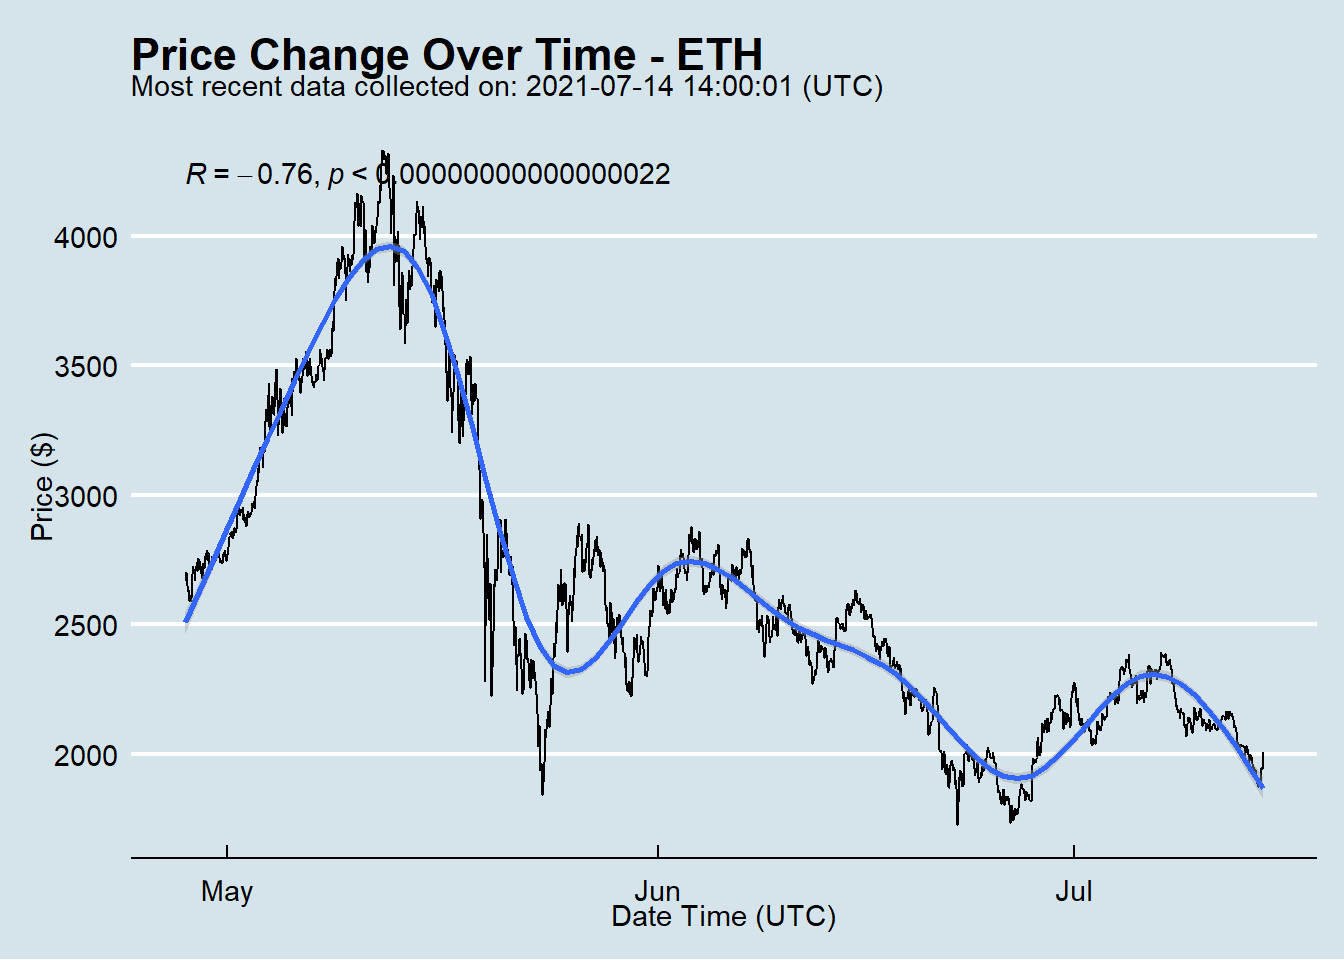 Price Change Over Time - ETH
Most recent data collected on: 2021-07-14 14:00:01 (UTC)
R = −0.76, p < 0.00000000000000022
4000
3500
3000
2500
2000
Price ($)
May
Jun
Jul
Date Time (UTC)